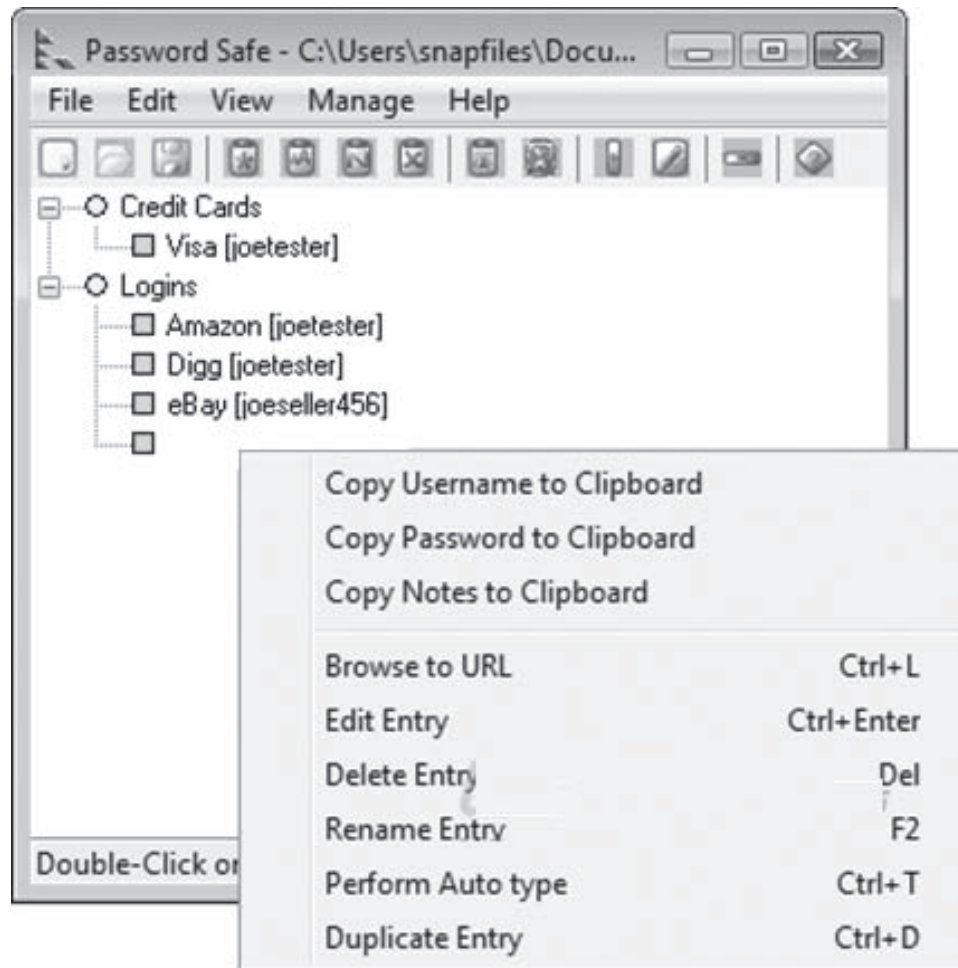 Password Safe - C:\Users\snapfiles\Docu...
File Edit View Manage Help
Credit Cards
Visa [joetester]
Logins
Amazon [joetester]
Digg [joetester]
eBay [joeseller456]
Copy Username to Clipboard
Copy Password to Clipboard
Copy Notes to Clipboard
Browse to URL Ctrl+L
Edit Entry Ctrl+Enter
Delete Entry Del
Rename Entry F2
Double-Click or
Perform Auto type Ctrl+T
Duplicate Entry Ctrl+D